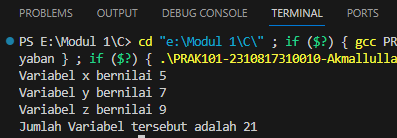 PROBLEMS OUTPUT DEBUG CONSOLE TERMINAL PORTS
PS E:\Modul 1\C> cd "e:\Modul 1\C\" ; if ($?) { gcc PR
yaban } ; if ($?) { .\PRAK101-2310817310010-Akmallulla
Variabel x bernilai 5
Variabel y bernilai 7
Variabel z bernilai 9
Jumlah Variabel tersebut adalah 21